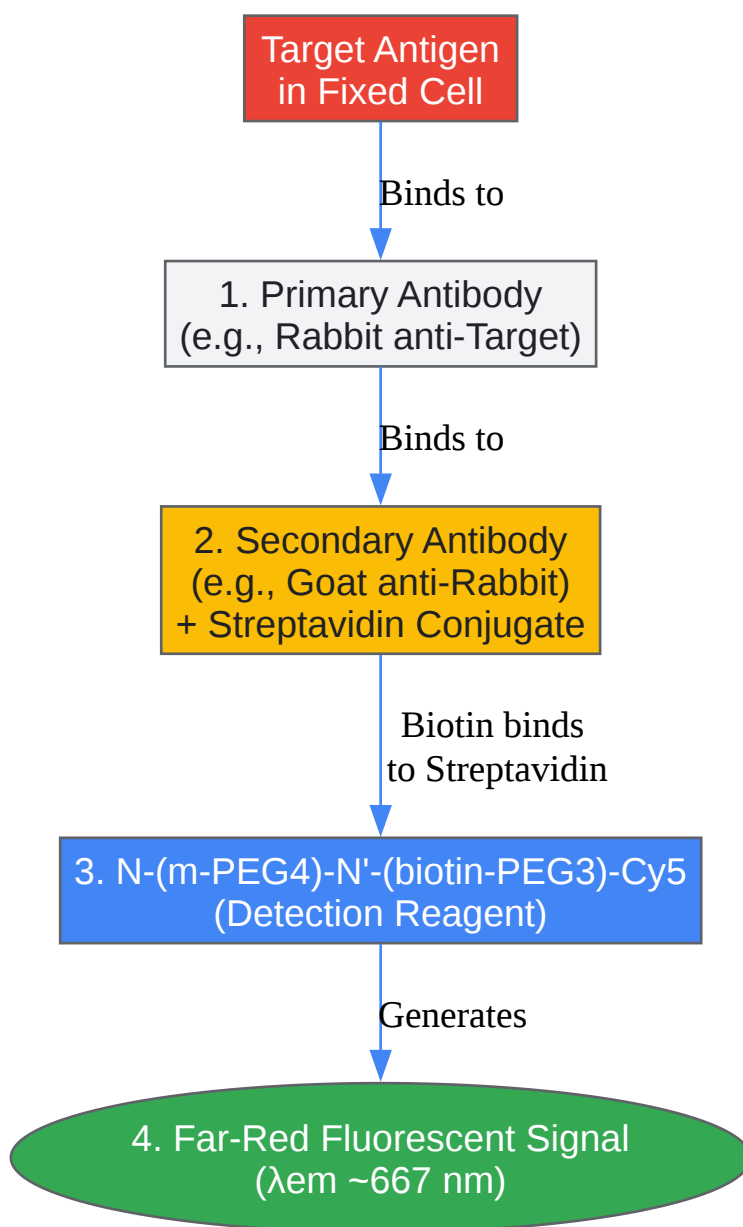 Target Antigen
in Fixed Cell
Binds to
1. Primary Antibody
(e.g., Rabbit anti-Target)
Binds to
2. Secondary Antibody
(e.g., Goat anti-Rabbit)
+ Streptavidin Conjugate
Biotin binds
to Streptavidin
3. N-(m-PEG4)-N'-(biotin-PEG3)-Cy5
(Detection Reagent)
Generates
4. Far-Red Fluorescent Signal
(λem ~667 nm)